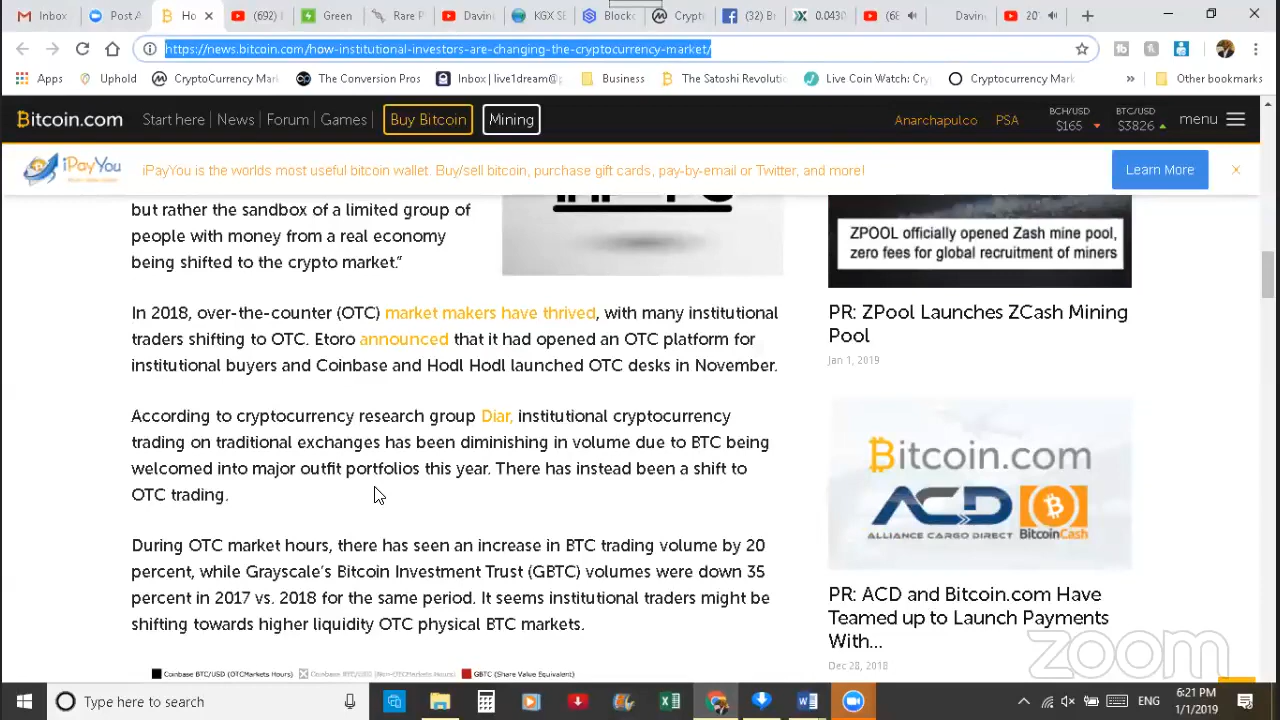 Inbox
Post A
Ho
(692)
Green
Rare P
Davinc
KGX SE
Blocks
Crypt
(32) B
0.0430
(6
Davinc
201
https://news.bitcoin.com/how-institutional-investors-are-changing-the-cryptocurrency-market/
Apps
Uphold
CryptoCurrency Mark
The Conversion Pros
Inbox | live1dream@
Business
The Satoshi Revolutio
Live Coin Watch: Cry
Cryptocurrency Mark
»
Other bookmarks
Bitcoin.com
Start here | News | Forum | Games |
Buy Bitcoin
Mining
Anarchapulco
PSA
BCH/USD
$165
BTC/USD
$3826
menu
iPayYou
iPayYou is the worlds most useful bitcoin wallet. Buy/sell bitcoin, purchase gift cards, pay-by-email or Twitter, and more!
Learn More
but rather the sandbox of a limited group of
people with money from a real economy
being shifted to the crypto market.”
In 2018, over-the-counter (OTC) market makers have thrived, with many institutional
traders shifting to OTC. Etoro announced that it had opened an OTC platform for
institutional buyers and Coinbase and Hodl Hodl launched OTC desks in November.
According to cryptocurrency research group Diar, institutional cryptocurrency
trading on traditional exchanges has been diminishing in volume due to BTC being
welcomed into major outfit portfolios this year. There has instead been a shift to
OTC trading.
During OTC market hours, there has seen an increase in BTC trading volume by 20
percent, while Grayscale’s Bitcoin Investment Trust (GBTC) volumes were down 35
percent in 2017 vs. 2018 for the same period. It seems institutional traders might be
shifting towards higher liquidity OTC physical BTC markets.
Coinbase BTC/USD (OTCMarkets Hours)
Coinbase BTC/USD (Non-OTCMarkets Hours)
GBTC (Share Value Equivalent)
ZPOOL officially opened Zash mine pool,
zero fees for global recruitment of miners
PR: ZPool Launches ZCash Mining
Pool
Jan 1, 2019
Bitcoin.com
ACD
ALLIANCE CARGO DIRECT
BitcoinCash
PR: ACD and Bitcoin.com Have
Teamed up to Launch Payments
With...
Dec 28, 2018
zoom
Type here to search
ENG
6:21 PM
1/1/2019